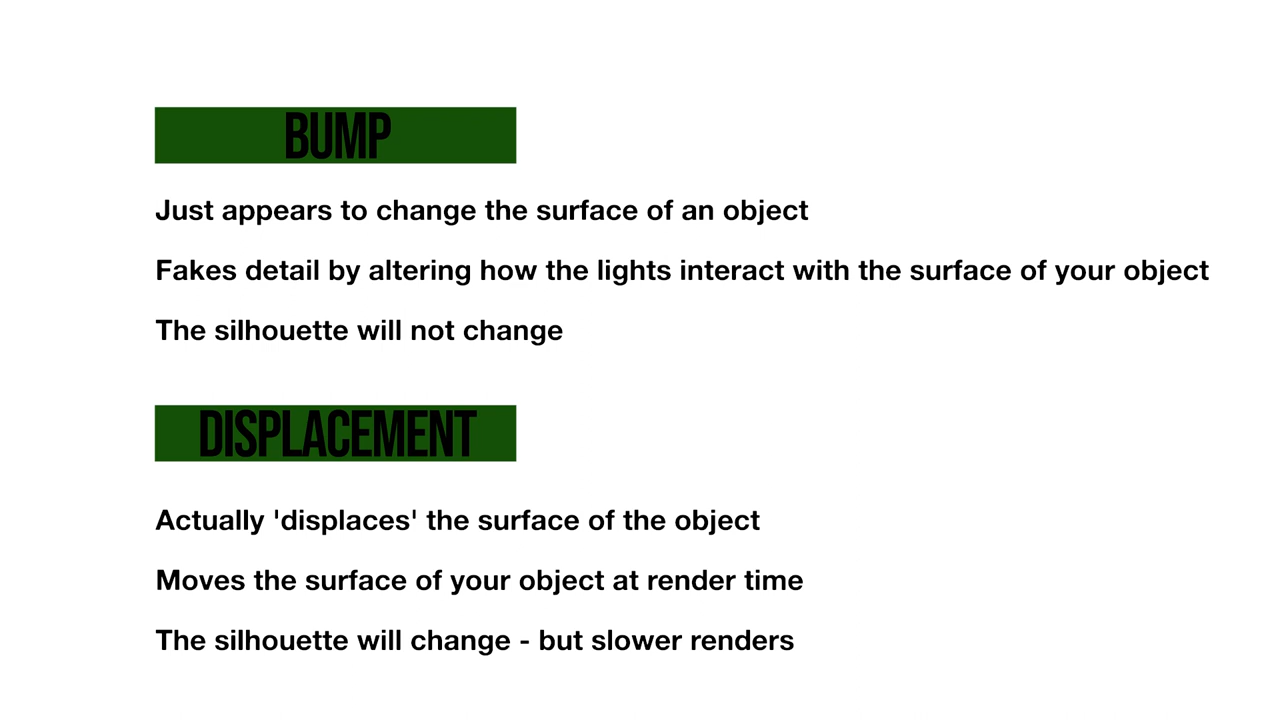 BUMP
Just appears to change the surface of an object
Fakes detail by altering how the lights interact with the surface of your object
The silhouette will not change
DISPLACEMENT
Actually 'displaces' the surface of the object
Moves the surface of your object at render time
The silhouette will change - but slower renders